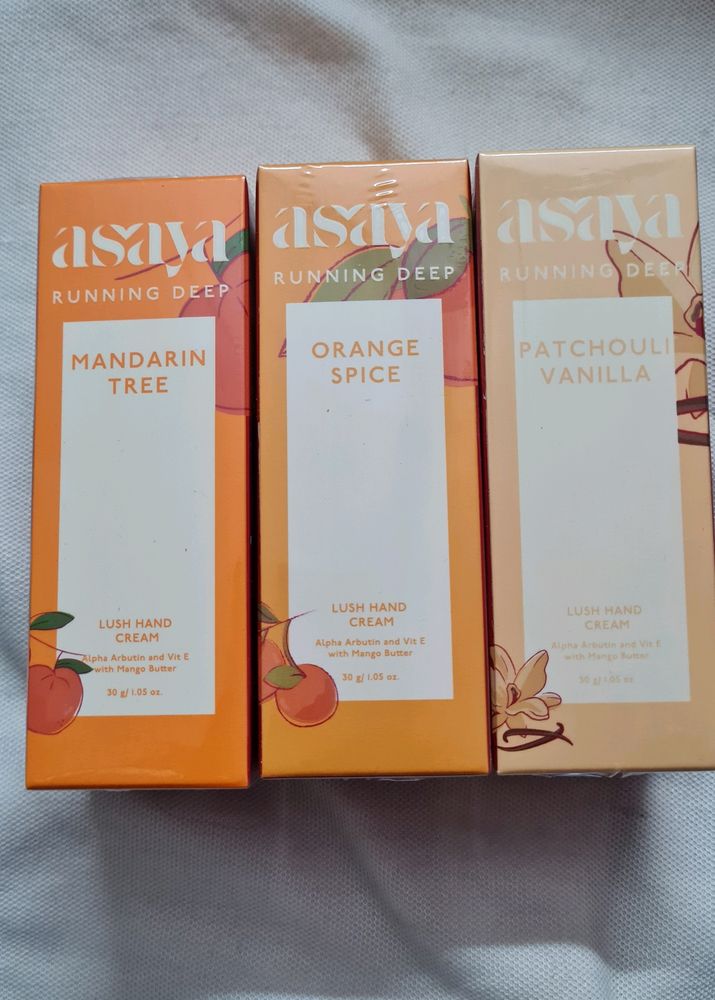 asaya
RUNNING DEEP
MANDARIN
TREE
LUSH HAND
CREAM
Alpha Arbutin and Vit E
with Mango Butter
30 g/ 1.05 oz.
asaya
RUNNING DEEP
ORANGE
SPICE
LUSH HAND
CREAM
Alpha Arbutin and Vit E
with Mango Butter
30 g/ 1.05 oz.
asaya
RUNNING DEEP
PATCHOULI
VANILLA
LUSH HAND
CREAM
Alpha Arbutin and Vit E
with Mango Butter
30 g/ 1.05 oz